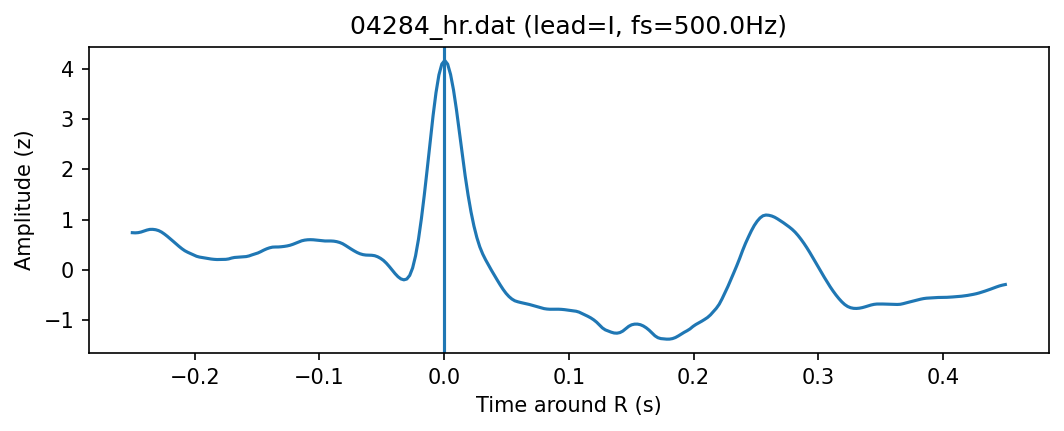 04284_hr.dat (lead=I, fs=500.0Hz)
Amplitude (z)
4
3
2
1
0
−1
−0.2 −0.1 0.0 0.1 0.2 0.3 0.4
Time around R (s)